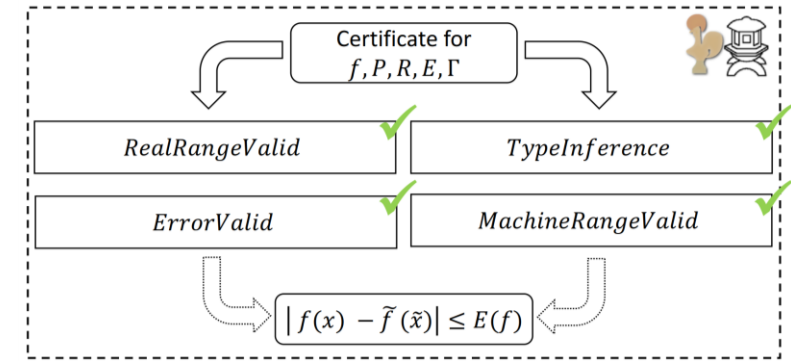 Certificate for
f, P, R, E, Γ
RealRangeValid
TypeInference
ErrorValid
MachineRangeValid
|f(x) − f̃(x̃)| ≤ E(f)